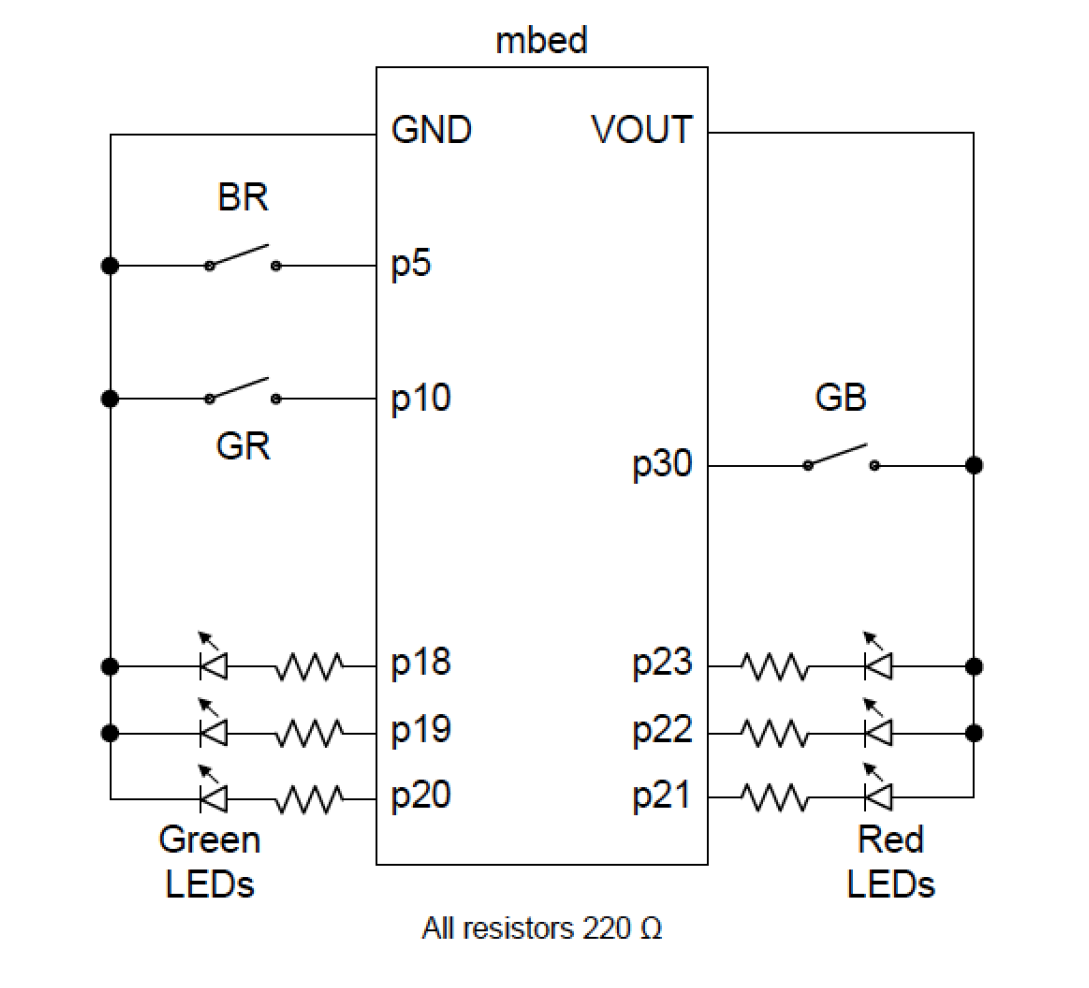 mbed
GND
VOUT
BR
p5
p10
GR
GB
p30
p18
p23
p19
p22
p20
p21
Green
LEDs
Red
LEDs
All resistors 220 Ω